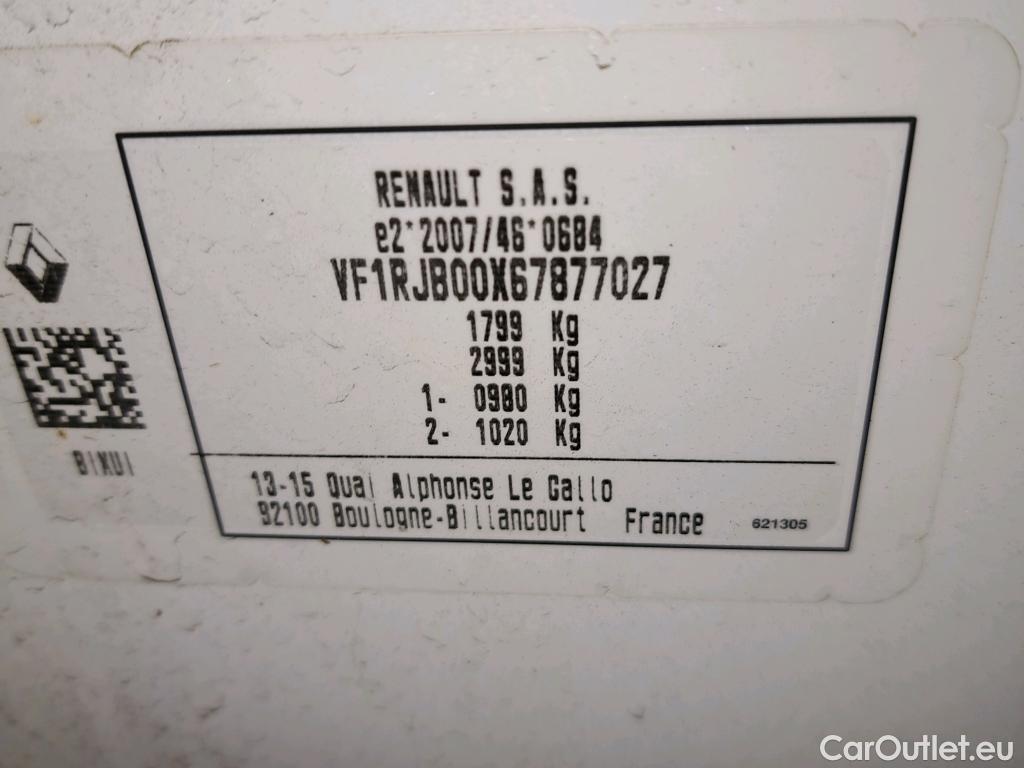 RENAULT S.A.S.
e2*2007/46*0684
VF1RJB00X67877027
1799 Kg
2999 Kg
1- 0980 Kg
2- 1020 Kg
13-15 Quai Alphonse Le Gallo
92100 Boulogne-Billancourt France
621305
CarOutlet.eu